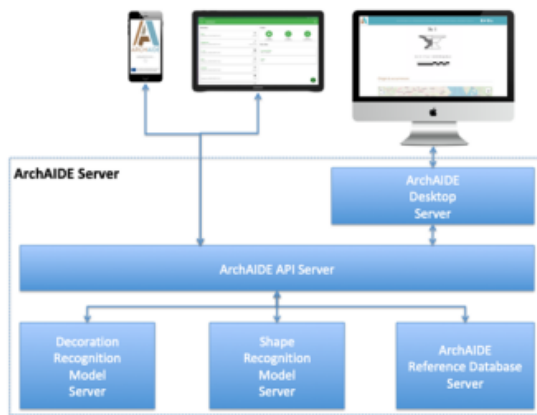 ARCHAIDE
ArchAIDE Server
ArchAIDE
Desktop
Server
ArchAIDE API Server
Decoration
Recognition
Model
Server
Shape
Recognition
Model
Server
ArchAIDE
Reference Database
Server